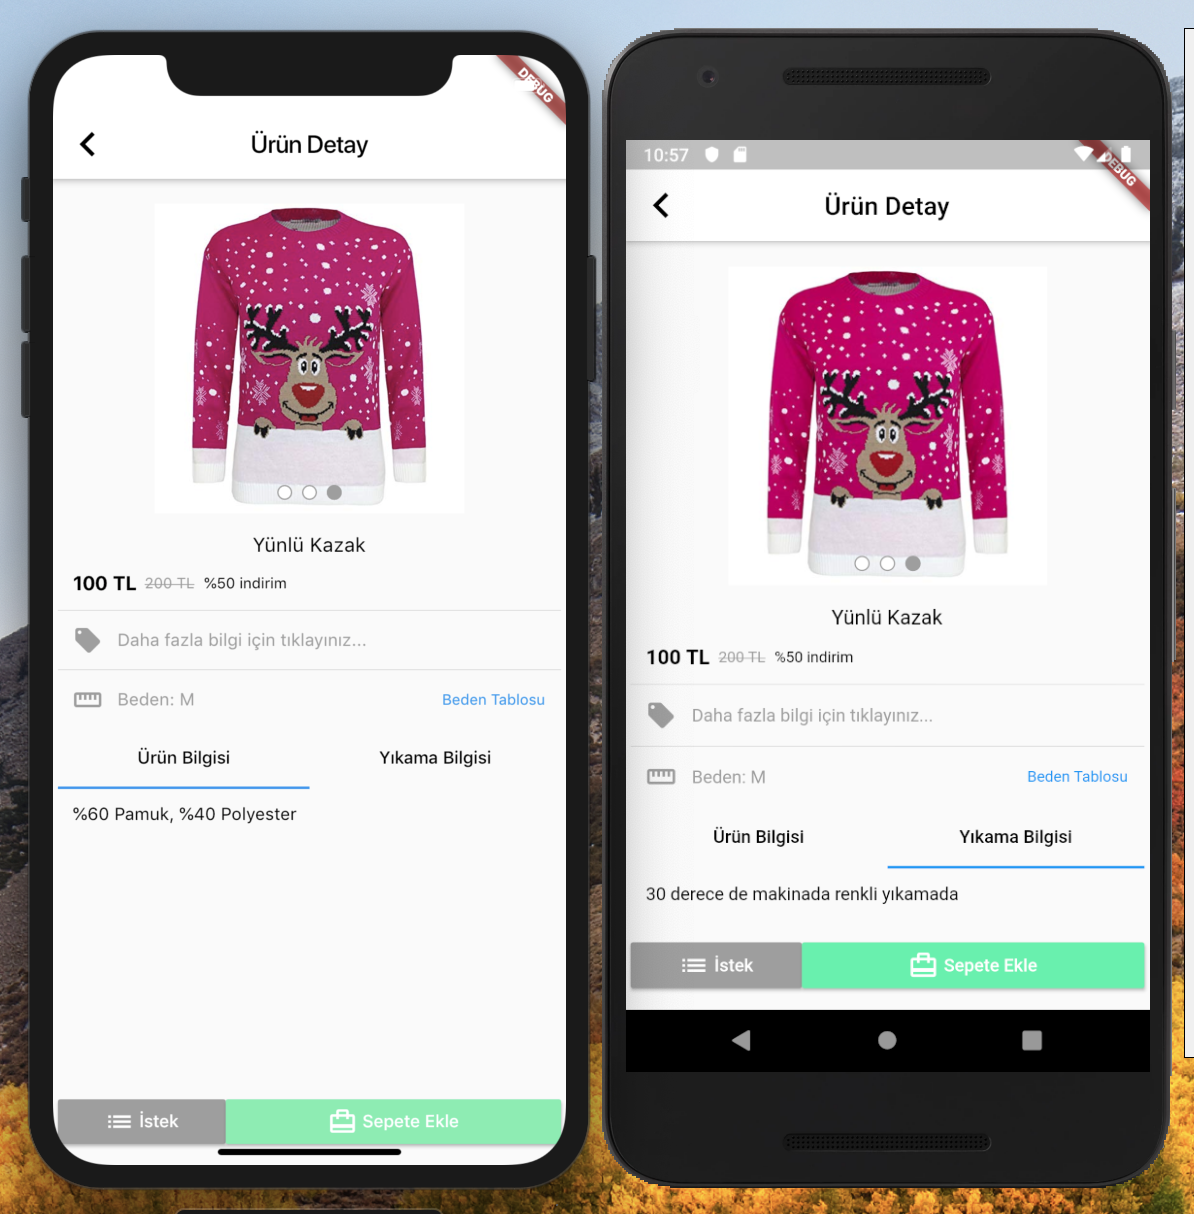 DEBUG
Ürün Detay
Yünlü Kazak
100 TL 200 TL %50 indirim
Daha fazla bilgi için tıklayınız...
Beden: M Beden Tablosu
Ürün Bilgisi Yıkama Bilgisi
%60 Pamuk, %40 Polyester
İstek Sepete Ekle
10:57
DEBUG
Ürün Detay
Yünlü Kazak
100 TL 200 TL %50 indirim
Daha fazla bilgi için tıklayınız...
Beden: M Beden Tablosu
Ürün Bilgisi Yıkama Bilgisi
30 derece de makinada renkli yıkamada
İstek Sepete Ekle